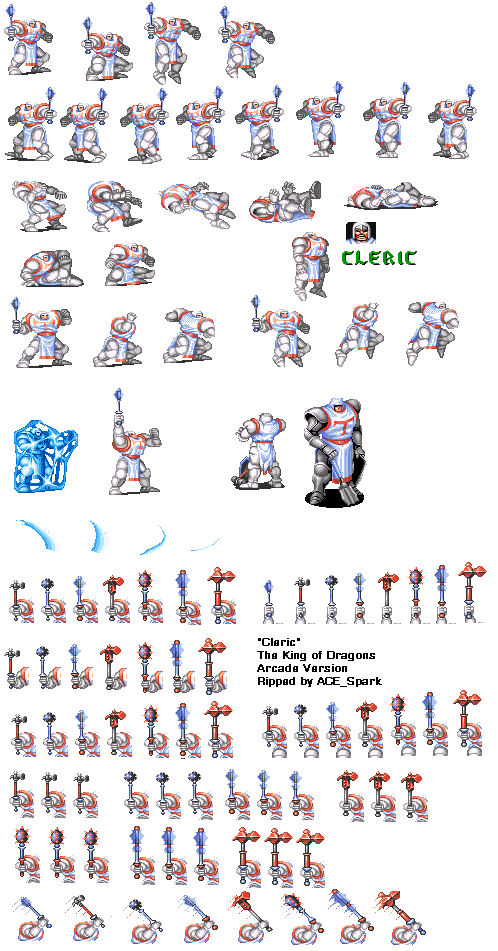 CLERIC
"Cleric"
The King of Dragons
Arcade Version
Ripped by ACE_Spark